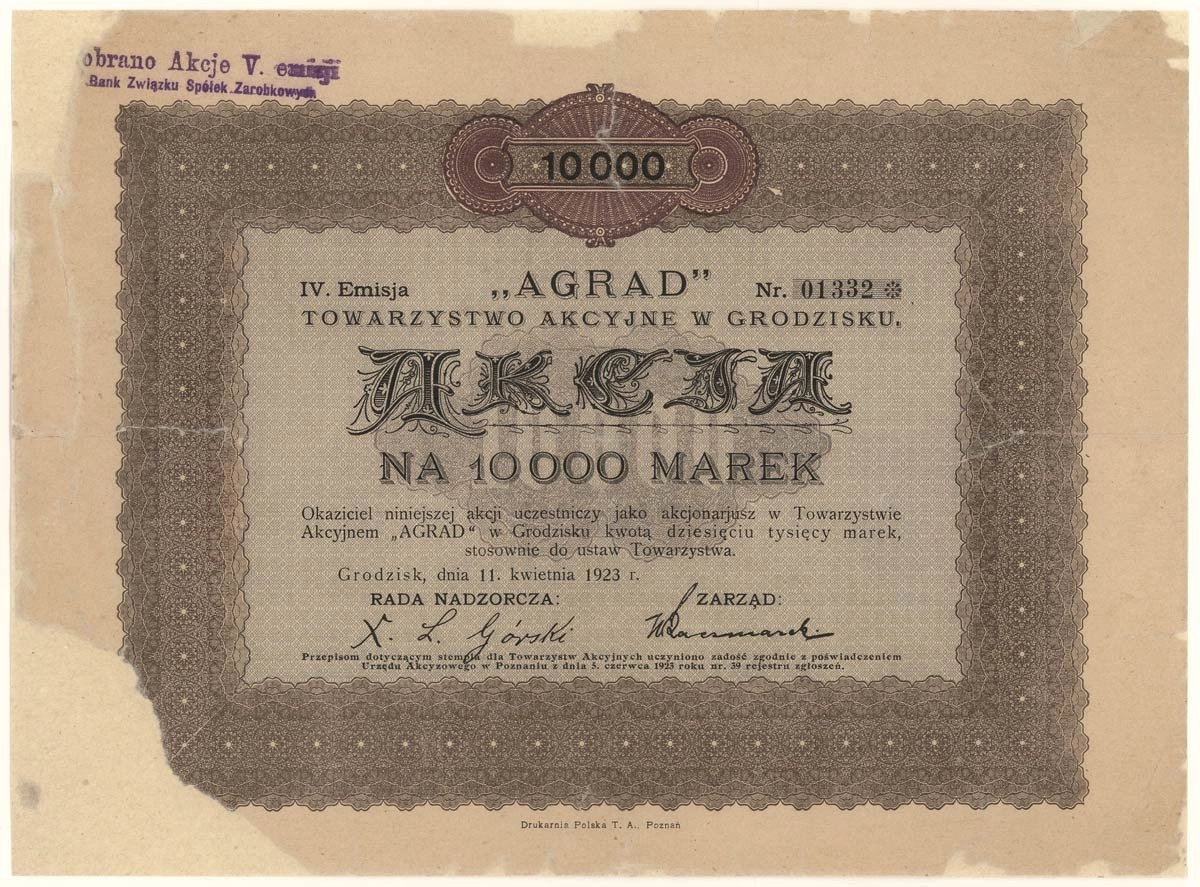 obrano Akcje V. emisji
Bank Związku Spółek Zarobkowych
10 000
IV. Emisja „AGRAD” Nr. 01332 ❊
TOWARZYSTWO AKCYJNE W GRODZISKU.
AKCJA
NA 10 000 MAREK
Okaziciel niniejszej akcji uczestniczy jako akcjonarjusz w Towarzystwie
Akcyjnem „AGRAD“ w Grodzisku kwotą dziesięciu tysięcy marek,
stosownie do ustaw Towarzystwa.
Grodzisk, dnia 11. kwietnia 1923 r.
RADA NADZORCZA: ZARZĄD:
X. L. Górski WKaczmarek
Przepisom dotyczącym stempla dla Towarzystw Akcyjnych uczyniono zadość zgodnie z poświadczeniem
Urzędu Akcyzowego w Poznaniu z dnia 5. czerwca 1923 roku nr. 39 rejestru zgłoszeń.
Drukarnia Polska T. A., Poznań